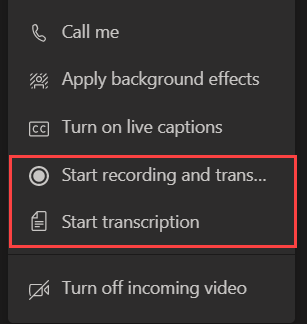 Call me
Apply background effects
CC Turn on live captions
Start recording and trans...
Start transcription
Turn off incoming video